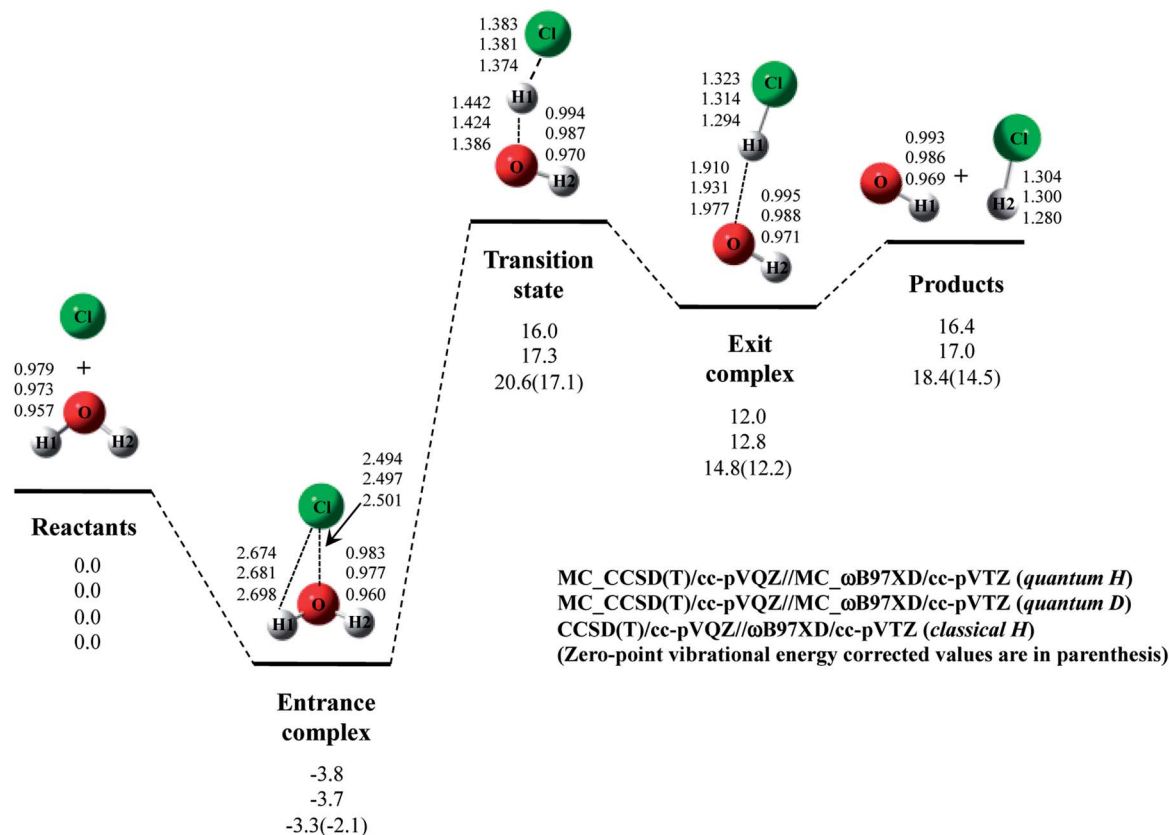 Cl
+
0.979
0.973
0.957
O
H1
H2
Reactants
0.0
0.0
0.0
0.0
2.494
2.497
2.501
Cl
2.674
2.681
2.698
0.983
0.977
0.960
O
H1
H2
Entrance
complex
-3.8
-3.7
-3.3(-2.1)
1.383
1.381
1.374
Cl
H1
1.442
1.424
1.386
0.994
0.987
0.970
O
H2
Transition
state
16.0
17.3
20.6(17.1)
1.323
1.314
1.294
Cl
H1
1.910
1.931
1.977
0.995
0.988
0.971
O
H2
Exit
complex
12.0
12.8
14.8(12.2)
0.993
0.986
0.969
O
H1
+
Cl
H2
1.304
1.300
1.280
Products
16.4
17.0
18.4(14.5)
MC_CCSD(T)/cc-pVQZ//MC_ωB97XD/cc-pVTZ (quantum H)
MC_CCSD(T)/cc-pVQZ//MC_ωB97XD/cc-pVTZ (quantum D)
CCSD(T)/cc-pVQZ//ωB97XD/cc-pVTZ (classical H)
(Zero-point vibrational energy corrected values are in parenthesis)